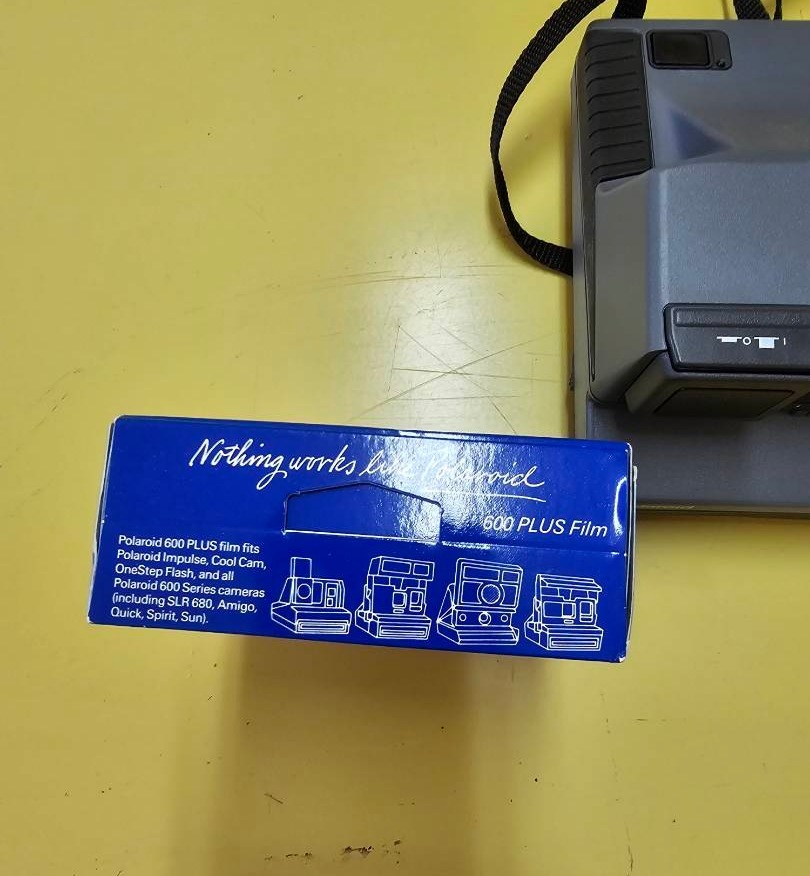 Nothing works like Polaroid
600 PLUS Film
Polaroid 600 PLUS film fits
Polaroid Impulse, Cool Cam,
OneStep Flash, and all
Polaroid 600 Series cameras
(including SLR 680, Amigo,
Quick, Spirit, Sun).